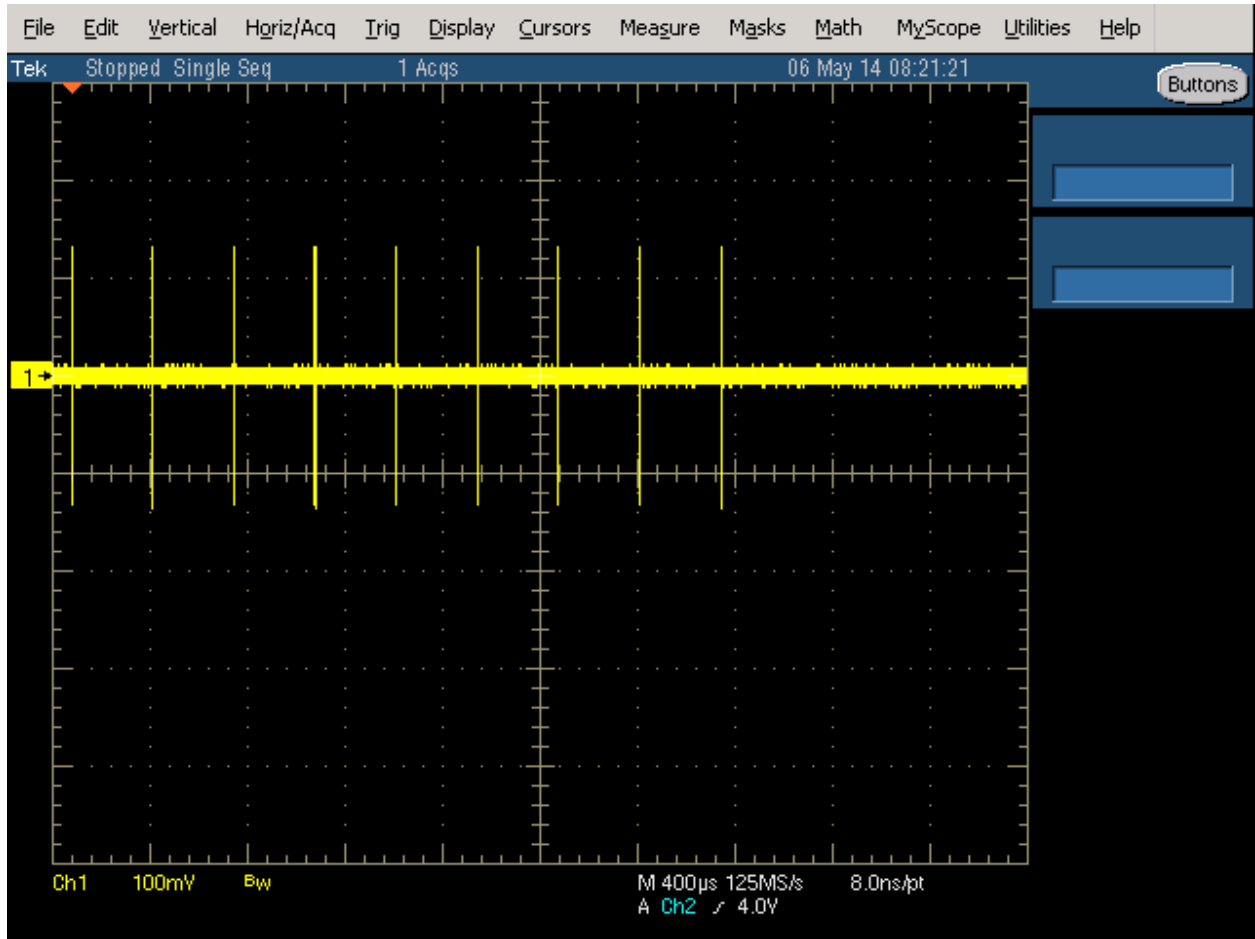 File Edit Vertical Horiz/Acq Trig Display Cursors Measure Masks Math MyScope Utilities Help
Tek Stopped Single Seq 1 Acqs 06 May 14 08:21:21
Buttons
1
Ch1 100mV Bw M 400µs 125MS/s 8.0ns/pt
A Ch2 / 4.0V